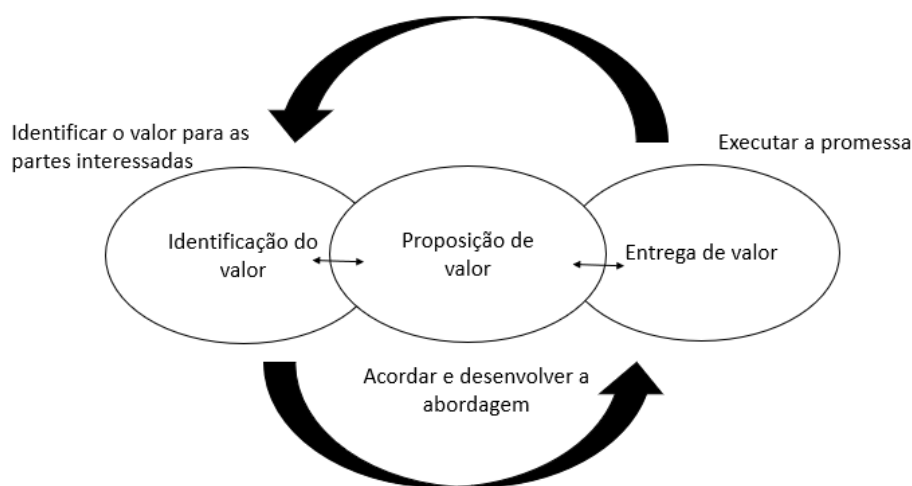 Identificar o valor para as
partes interessadas
Executar a promessa
Identificação do
valor
Proposição de
valor
Entrega de valor
Acordar e desenvolver a
abordagem